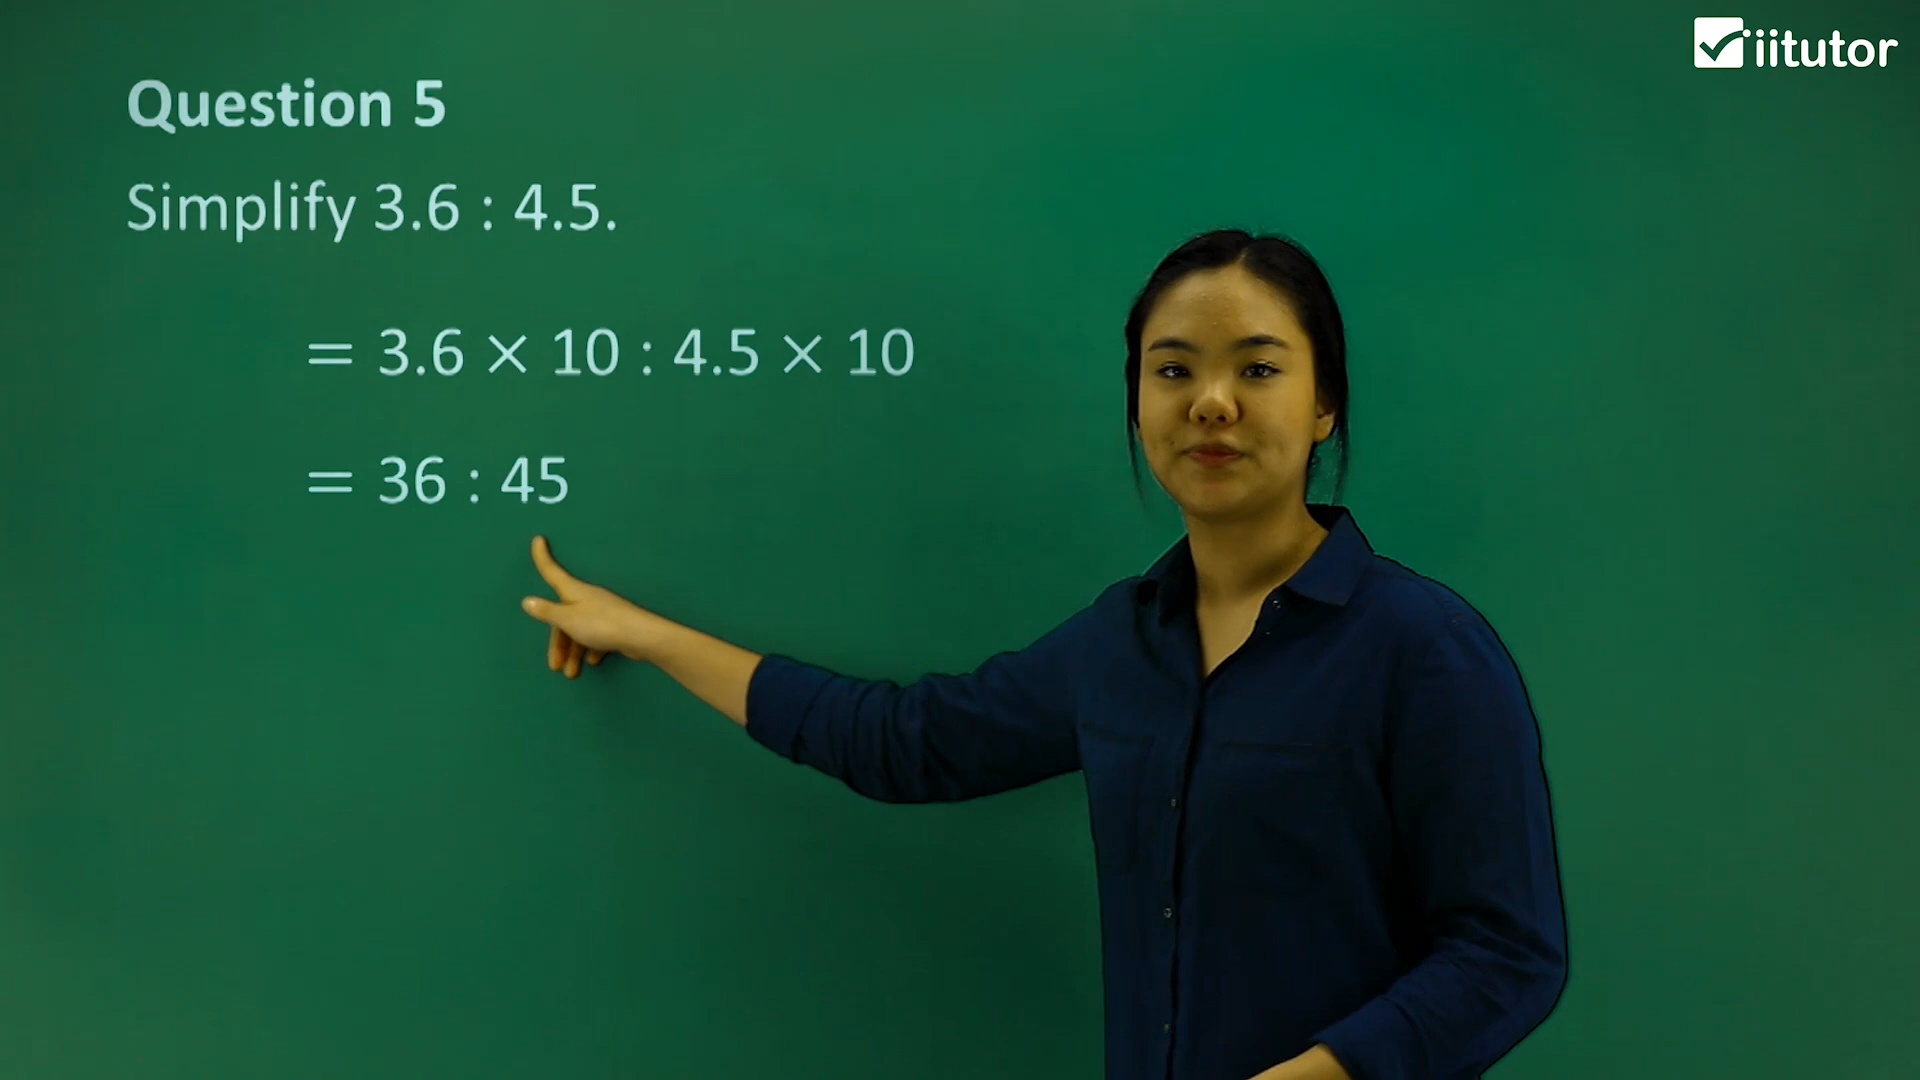 iitutor
Question 5
Simplify 3.6 : 4.5.
= 3.6 × 10 : 4.5 × 10
= 36 : 45